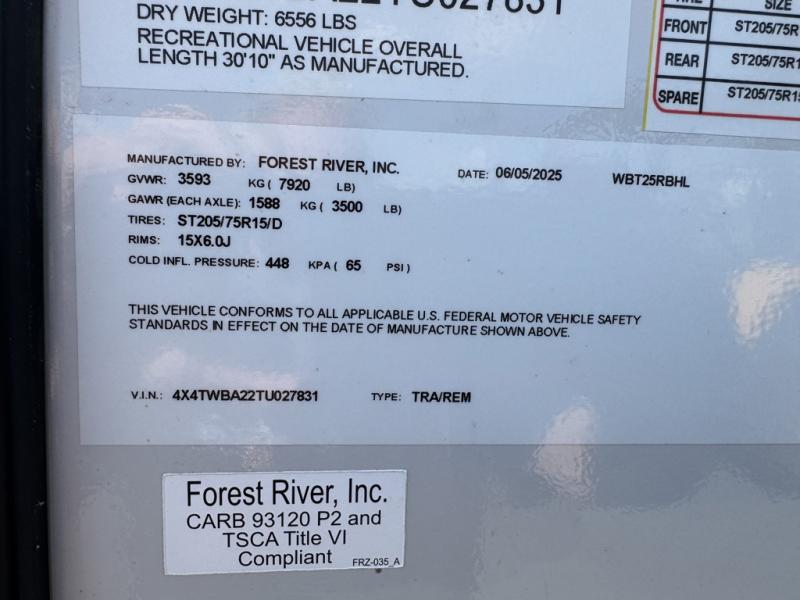 DRY WEIGHT: 6556 LBS
RECREATIONAL VEHICLE OVERALL
LENGTH 30'10" AS MANUFACTURED.
SIZE
FRONT ST205/75R
REAR ST205/75R1
SPARE ST205/75R15
MANUFACTURED BY: FOREST RIVER, INC. DATE: 06/05/2025 WBT25RBHL
GVWR: 3593 KG ( 7920 LB)
GAWR (EACH AXLE): 1588 KG ( 3500 LB)
TIRES: ST205/75R15/D
RIMS: 15X6.0J
COLD INFL. PRESSURE: 448 KPA ( 65 PSI )
THIS VEHICLE CONFORMS TO ALL APPLICABLE U.S. FEDERAL MOTOR VEHICLE SAFETY
STANDARDS IN EFFECT ON THE DATE OF MANUFACTURE SHOWN ABOVE.
V.I.N.: 4X4TWBA22TU027831 TYPE: TRA/REM
Forest River, Inc.
CARB 93120 P2 and
TSCA Title VI
Compliant FRZ-035_A